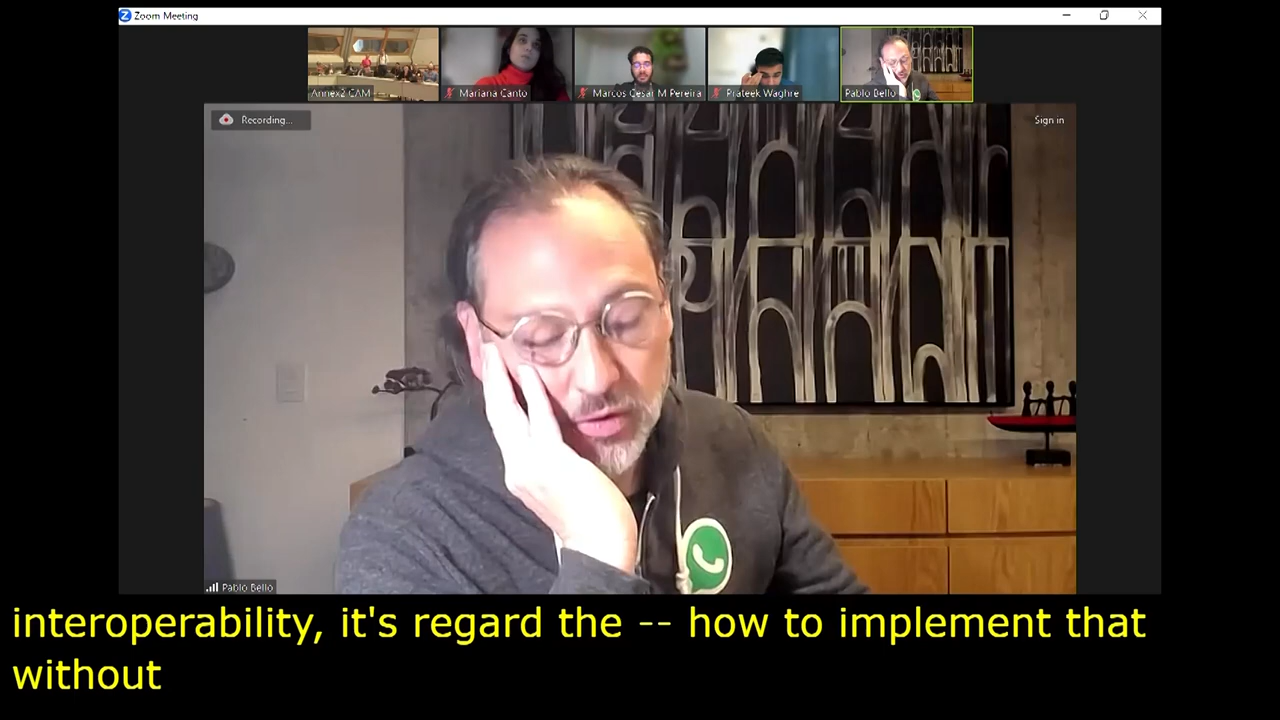 Zoom Meeting
Annex2 CAM
Mariana Canto
Marcos Cesar M Pereira
Prateek Waghre
Pablo Bello
Recording...
Sign in
Pablo Bello
interoperability, it's regard the -- how to implement that
without